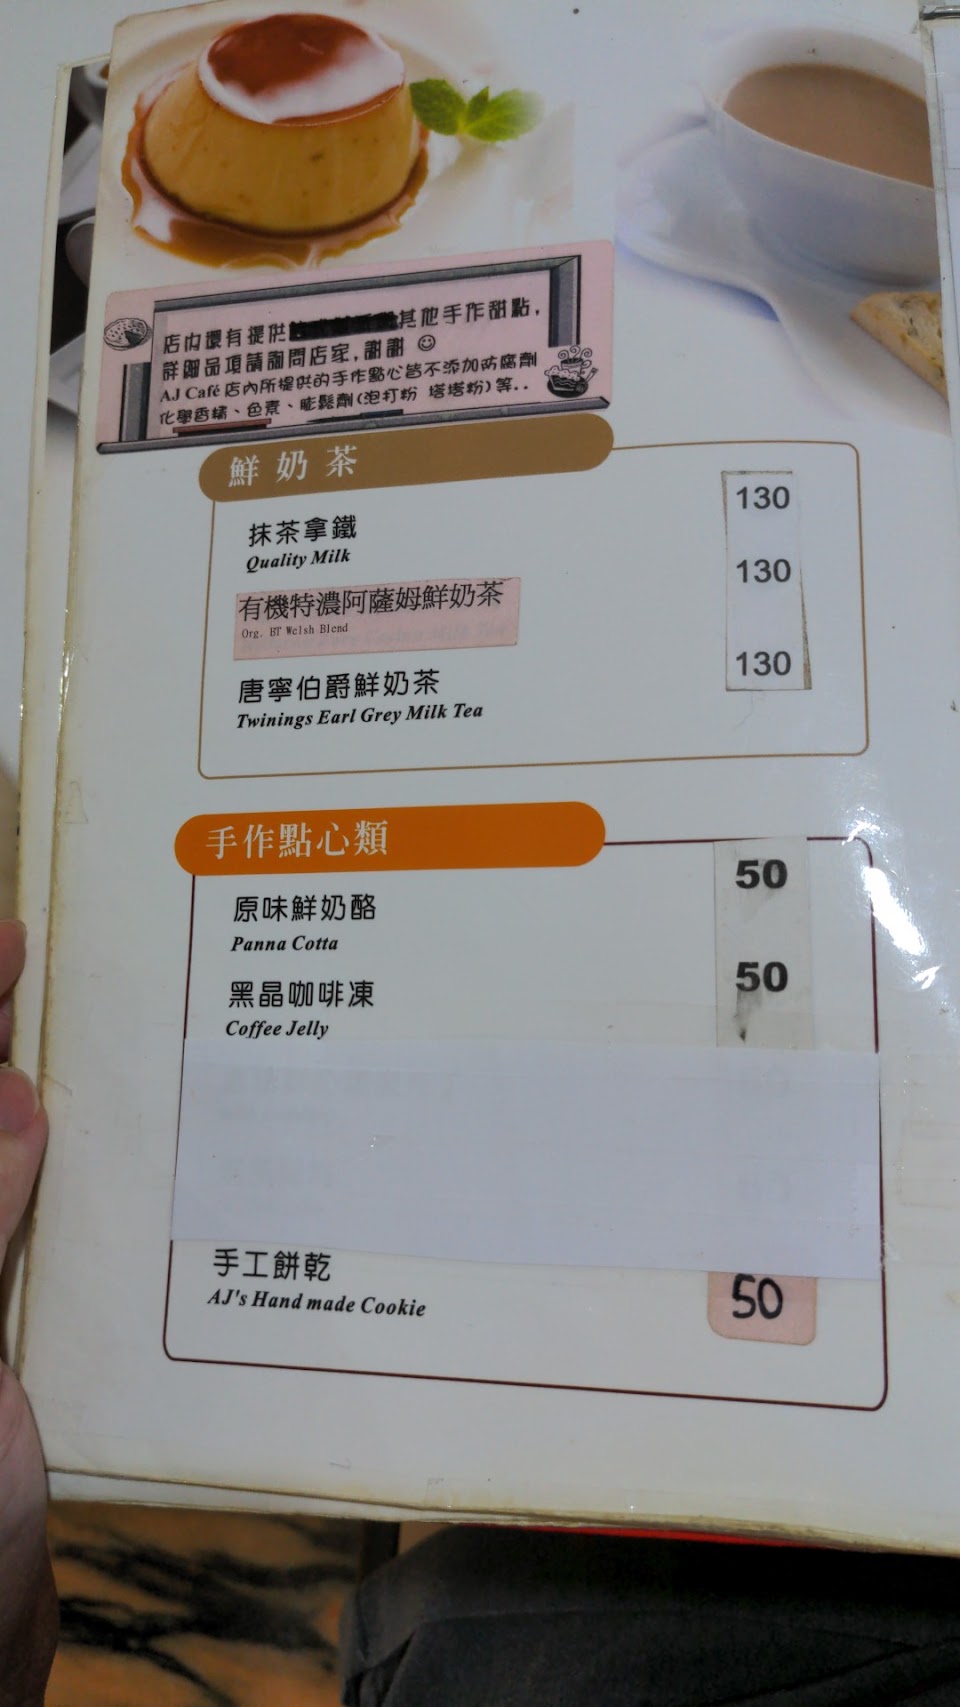 店內還有提供其他手作甜點,
詳細品項請詢問店家,謝謝
AJ Café 店內所提供的手作點心皆不添加防腐劑
化學香精、色素、膨鬆劑(泡打粉 塔塔粉)等..
鮮奶茶
抹茶拿鐵 130
Quality Milk
有機特濃阿薩姆鮮奶茶 130
Org. BT Welsh Blend
唐寧伯爵鮮奶茶 130
Twinings Earl Grey Milk Tea
手作點心類
原味鮮奶酪 50
Panna Cotta
黑晶咖啡凍 50
Coffee Jelly
手工餅乾 50
AJ's Hand made Cookie